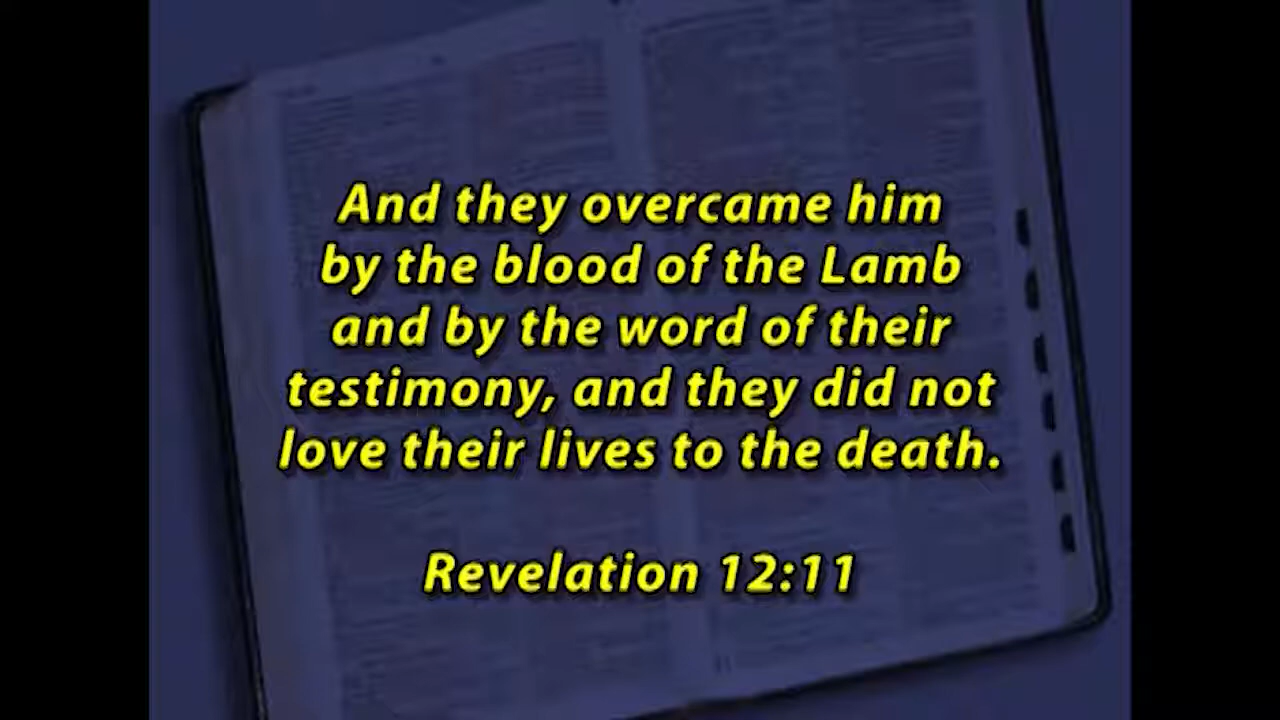 And they overcame him
by the blood of the Lamb
and by the word of their
testimony, and they did not
love their lives to the death.
Revelation 12:11